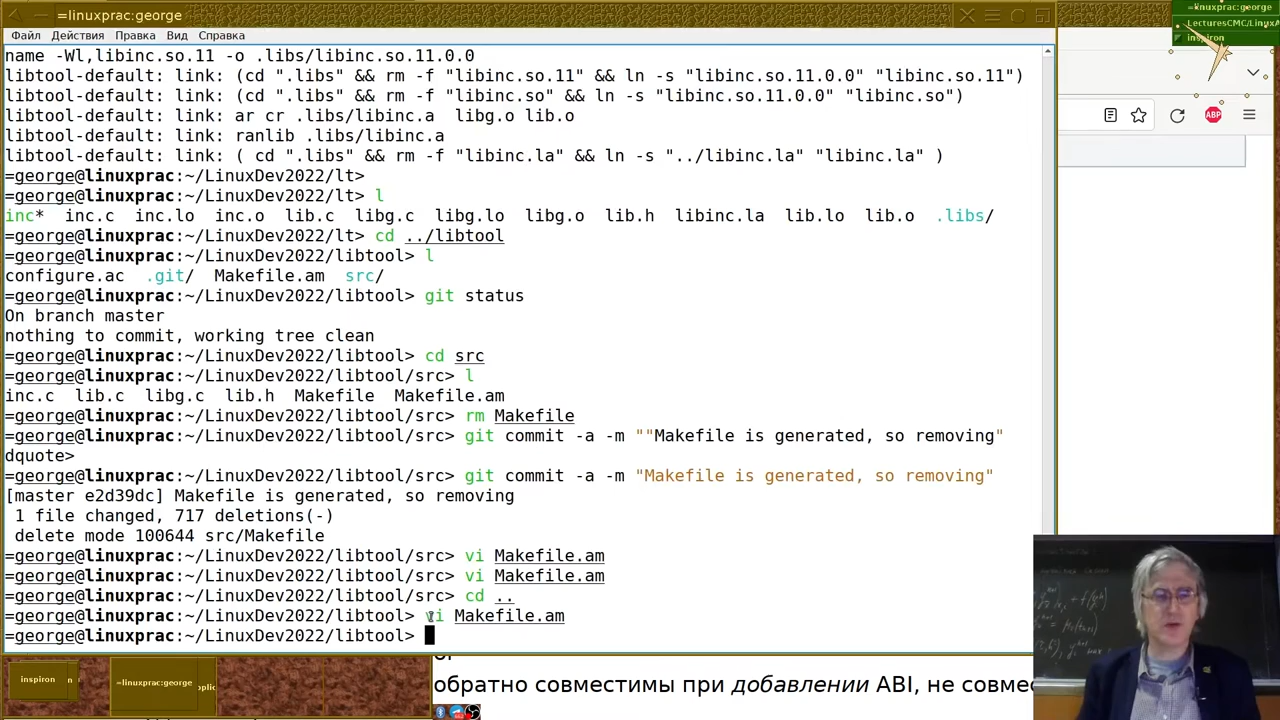 =linuxprac:george
=linuxprac:george
LecturesCMC/LinuxA
inspiron
Файл Действия Правка Вид Справка
name -Wl,libinc.so.11 -o .libs/libinc.so.11.0.0
libtool-default: link: (cd ".libs" && rm -f "libinc.so.11" && ln -s "libinc.so.11.0.0" "libinc.so.11")
libtool-default: link: (cd ".libs" && rm -f "libinc.so" && ln -s "libinc.so.11.0.0" "libinc.so")
libtool-default: link: ar cr .libs/libinc.a  libg.o lib.o
libtool-default: link: ranlib .libs/libinc.a
libtool-default: link: ( cd ".libs" && rm -f "libinc.la" && ln -s "../libinc.la" "libinc.la" )
=george@linuxprac:~/LinuxDev2022/lt>
=george@linuxprac:~/LinuxDev2022/lt> l
inc*  inc.c  inc.lo  inc.o  lib.c  libg.c  libg.lo  libg.o  lib.h  libinc.la  lib.lo  lib.o  .libs/
=george@linuxprac:~/LinuxDev2022/lt> cd ../libtool
=george@linuxprac:~/LinuxDev2022/libtool> l
configure.ac  .git/  Makefile.am  src/
=george@linuxprac:~/LinuxDev2022/libtool> git status
On branch master
nothing to commit, working tree clean
=george@linuxprac:~/LinuxDev2022/libtool> cd src
=george@linuxprac:~/LinuxDev2022/libtool/src> l
inc.c  lib.c  libg.c  lib.h  Makefile  Makefile.am
=george@linuxprac:~/LinuxDev2022/libtool/src> rm Makefile
=george@linuxprac:~/LinuxDev2022/libtool/src> git commit -a -m ""Makefile is generated, so removing"
dquote>
=george@linuxprac:~/LinuxDev2022/libtool/src> git commit -a -m "Makefile is generated, so removing"
[master e2d39dc] Makefile is generated, so removing
 1 file changed, 717 deletions(-)
 delete mode 100644 src/Makefile
=george@linuxprac:~/LinuxDev2022/libtool/src> vi Makefile.am
=george@linuxprac:~/LinuxDev2022/libtool/src> vi Makefile.am
=george@linuxprac:~/LinuxDev2022/libtool/src> cd ..
=george@linuxprac:~/LinuxDev2022/libtool> vi Makefile.am
=george@linuxprac:~/LinuxDev2022/libtool>
ABP
inspiron
=linuxprac:george
обратно совместимы при добавлении ABI, не совме